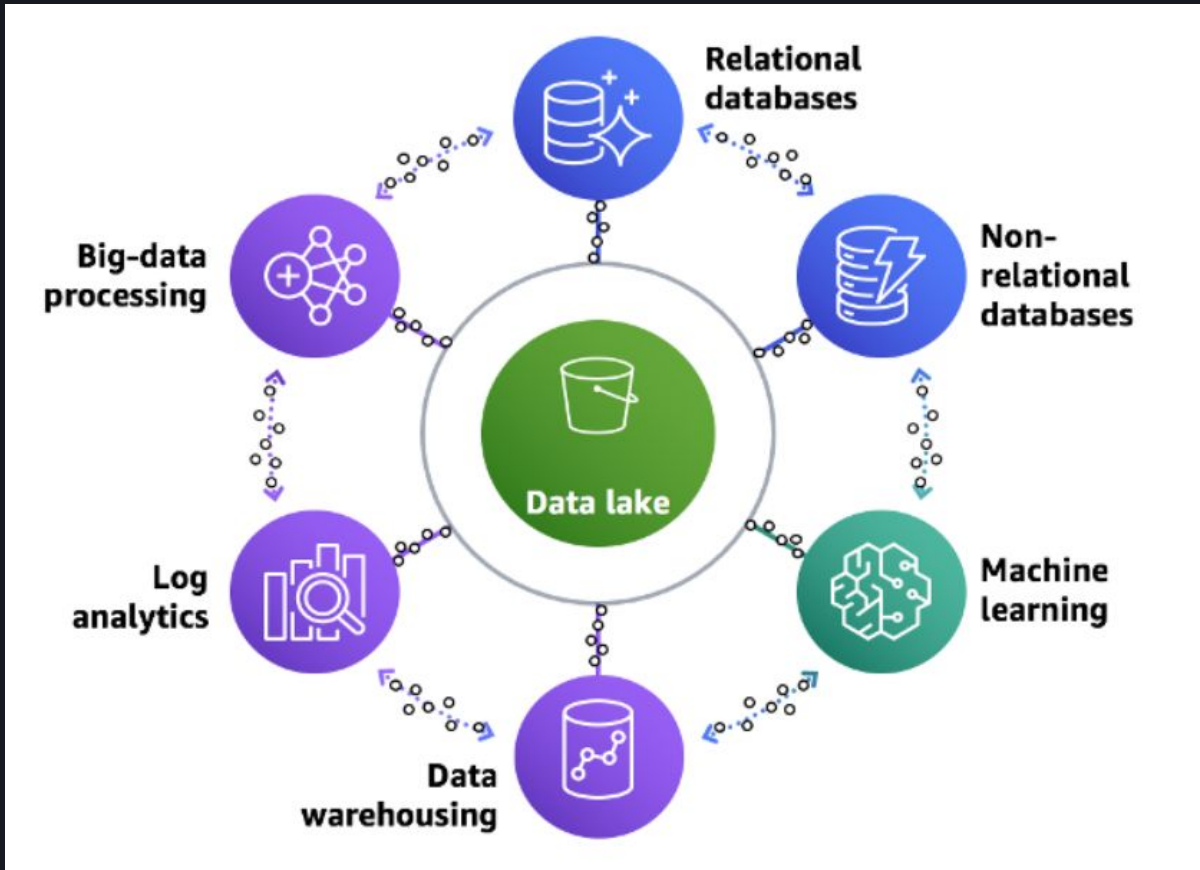 Relational
databases
Non-
relational
databases
Big-data
processing
Data lake
Log
analytics
Machine
learning
Data
warehousing